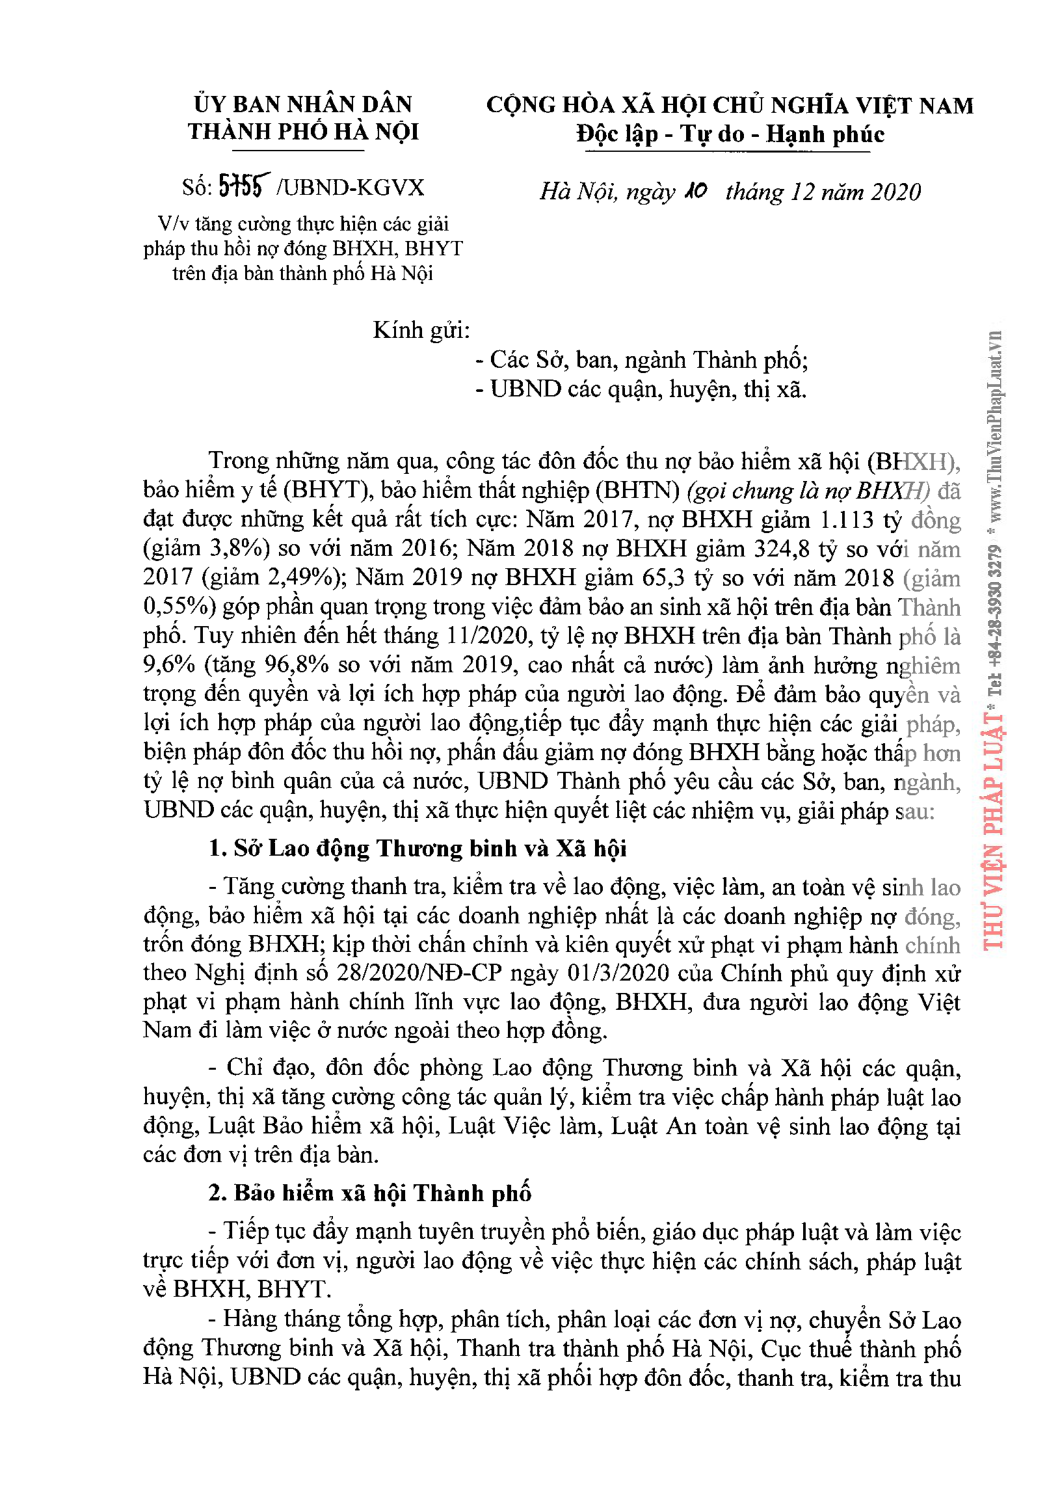 ỦY BAN NHÂN DÂN
THÀNH PHỐ HÀ NỘI
CỘNG HÒA XÃ HỘI CHỦ NGHĨA VIỆT NAM
Độc lập - Tự do - Hạnh phúc
Số: 5755 /UBND-KGVX
Hà Nội, ngày 10 tháng 12 năm 2020
V/v tăng cường thực hiện các giải
pháp thu hồi nợ đóng BHXH, BHYT
trên địa bàn thành phố Hà Nội
Kính gửi:
- Các Sở, ban, ngành Thành phố;
- UBND các quận, huyện, thị xã.
Trong những năm qua, công tác đôn đốc thu nợ bảo hiểm xã hội (BHXH),
bảo hiểm y tế (BHYT), bảo hiểm thất nghiệp (BHTN) (gọi chung là nợ BHXH) đã
đạt được những kết quả rất tích cực: Năm 2017, nợ BHXH giảm 1.113 tỷ đồng
(giảm 3,8%) so với năm 2016; Năm 2018 nợ BHXH giảm 324,8 tỷ so với năm
2017 (giảm 2,49%); Năm 2019 nợ BHXH giảm 65,3 tỷ so với năm 2018 (giảm
0,55%) góp phần quan trọng trong việc đảm bảo an sinh xã hội trên địa bàn Thành
phố. Tuy nhiên đến hết tháng 11/2020, tỷ lệ nợ BHXH trên địa bàn Thành phố là
9,6% (tăng 96,8% so với năm 2019, cao nhất cả nước) làm ảnh hưởng nghiêm
trọng đến quyền và lợi ích hợp pháp của người lao động. Để đảm bảo quyền và
lợi ích hợp pháp của người lao động,tiếp tục đẩy mạnh thực hiện các giải pháp,
biện pháp đôn đốc thu hồi nợ, phấn đấu giảm nợ đóng BHXH bằng hoặc thấp hơn
tỷ lệ nợ bình quân của cả nước, UBND Thành phố yêu cầu các Sở, ban, ngành,
UBND các quận, huyện, thị xã thực hiện quyết liệt các nhiệm vụ, giải pháp sau:
1. Sở Lao động Thương binh và Xã hội
- Tăng cường thanh tra, kiểm tra về lao động, việc làm, an toàn vệ sinh lao
động, bảo hiểm xã hội tại các doanh nghiệp nhất là các doanh nghiệp nợ đóng,
trốn đóng BHXH; kịp thời chấn chỉnh và kiên quyết xử phạt vi phạm hành chính
theo Nghị định số 28/2020/NĐ-CP ngày 01/3/2020 của Chính phủ quy định xử
phạt vi phạm hành chính lĩnh vực lao động, BHXH, đưa người lao động Việt
Nam đi làm việc ở nước ngoài theo hợp đồng.
- Chỉ đạo, đôn đốc phòng Lao động Thương binh và Xã hội các quận,
huyện, thị xã tăng cường công tác quản lý, kiểm tra việc chấp hành pháp luật lao
động, Luật Bảo hiểm xã hội, Luật Việc làm, Luật An toàn vệ sinh lao động tại
các đơn vị trên địa bàn.
2. Bảo hiểm xã hội Thành phố
- Tiếp tục đẩy mạnh tuyên truyền phổ biến, giáo dục pháp luật và làm việc
trực tiếp với đơn vị, người lao động về việc thực hiện các chính sách, pháp luật
về BHXH, BHYT.
- Hàng tháng tổng hợp, phân tích, phân loại các đơn vị nợ, chuyển Sở Lao
động Thương binh và Xã hội, Thanh tra thành phố Hà Nội, Cục thuế thành phố
Hà Nội, UBND các quận, huyện, thị xã phối hợp đôn đốc, thanh tra, kiểm tra thu
THƯ VIỆN PHÁP LUẬT * Tel: +84-28-3930 3279 * www.ThuVienPhapLuat.vn